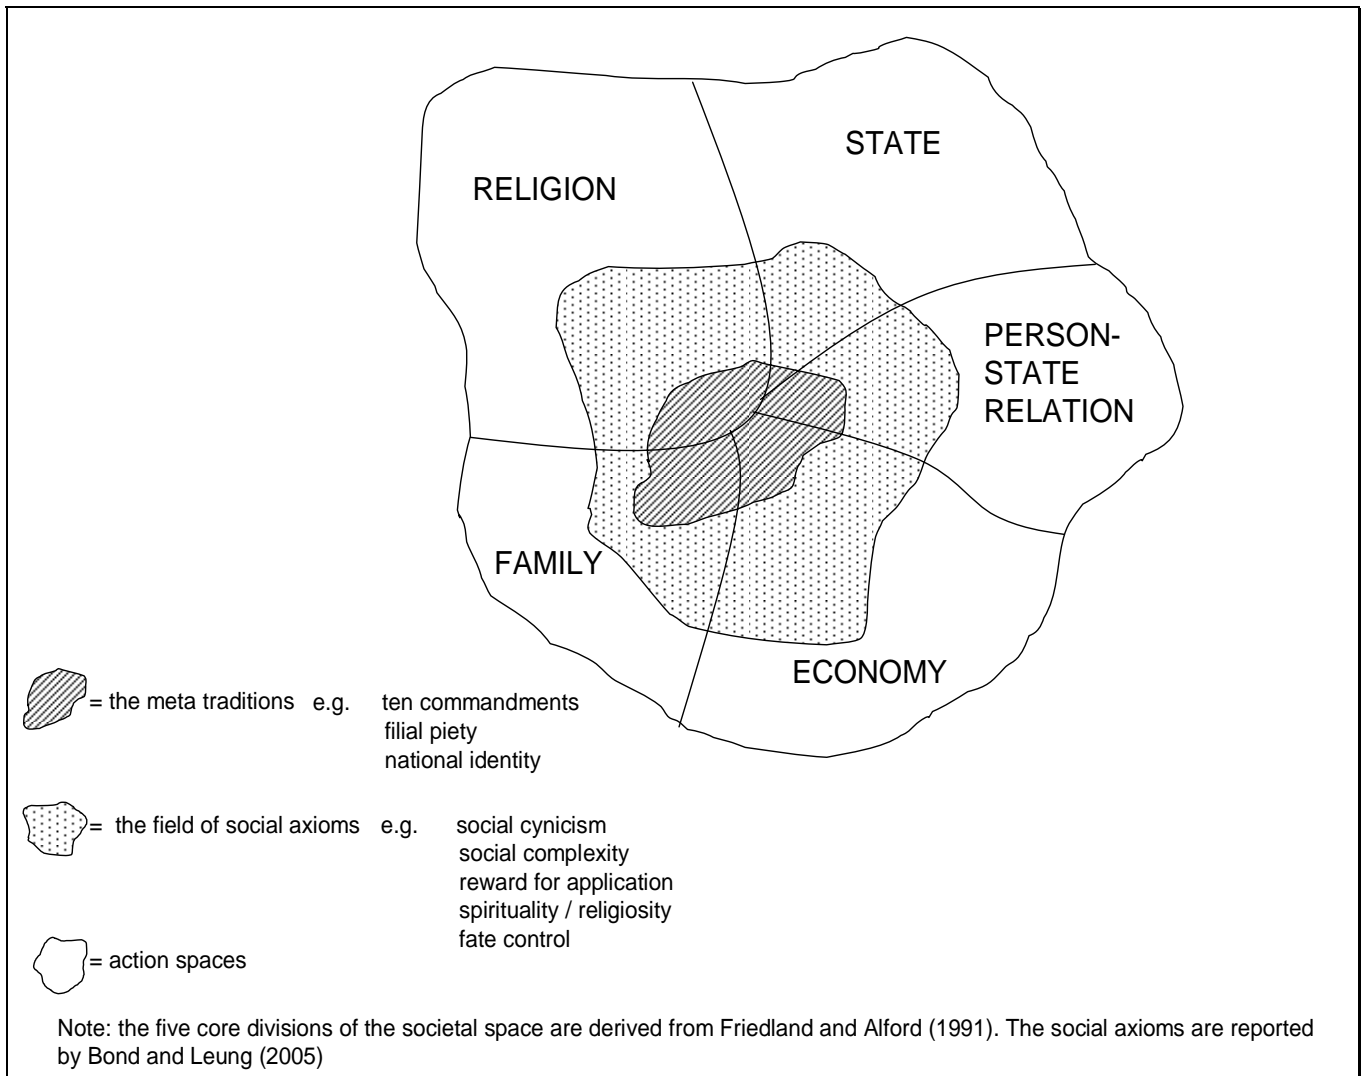 STATE
RELIGION
PERSON-
STATE
RELATION
FAMILY
ECONOMY
= the meta traditions e.g. ten commandments
filial piety
national identity
= the field of social axioms e.g. social cynicism
social complexity
reward for application
spirituality / religiosity
fate control
= action spaces
Note: the five core divisions of the societal space are derived from Friedland and Alford (1991). The social axioms are reported
by Bond and Leung (2005)